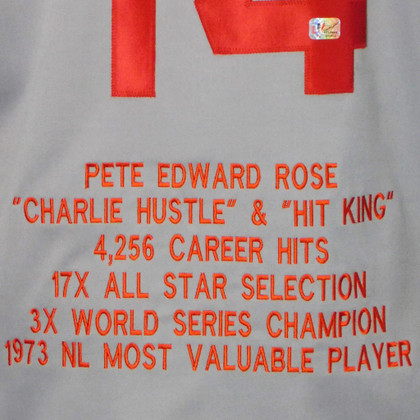 14
PETE EDWARD ROSE
"CHARLIE HUSTLE" & "HIT KING"
4,256 CAREER HITS
17X ALL STAR SELECTION
3X WORLD SERIES CHAMPION
1973 NL MOST VALUABLE PLAYER